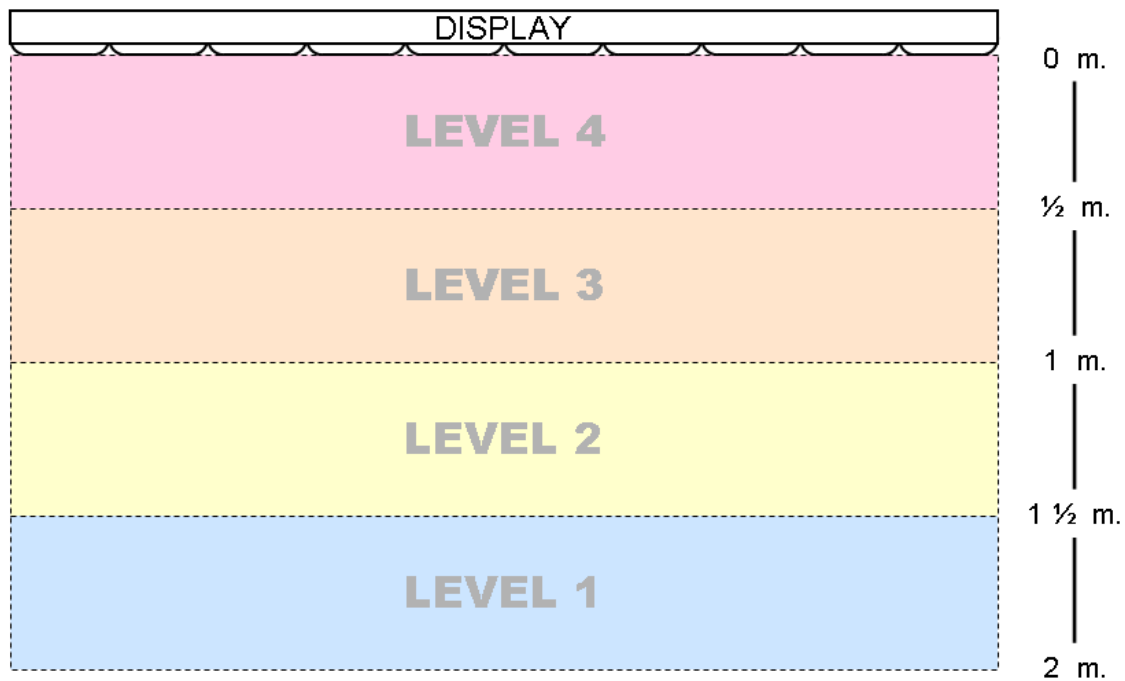 DISPLAY
0 m.
LEVEL 4
½ m.
LEVEL 3
1 m.
LEVEL 2
1 ½ m.
LEVEL 1
2 m.